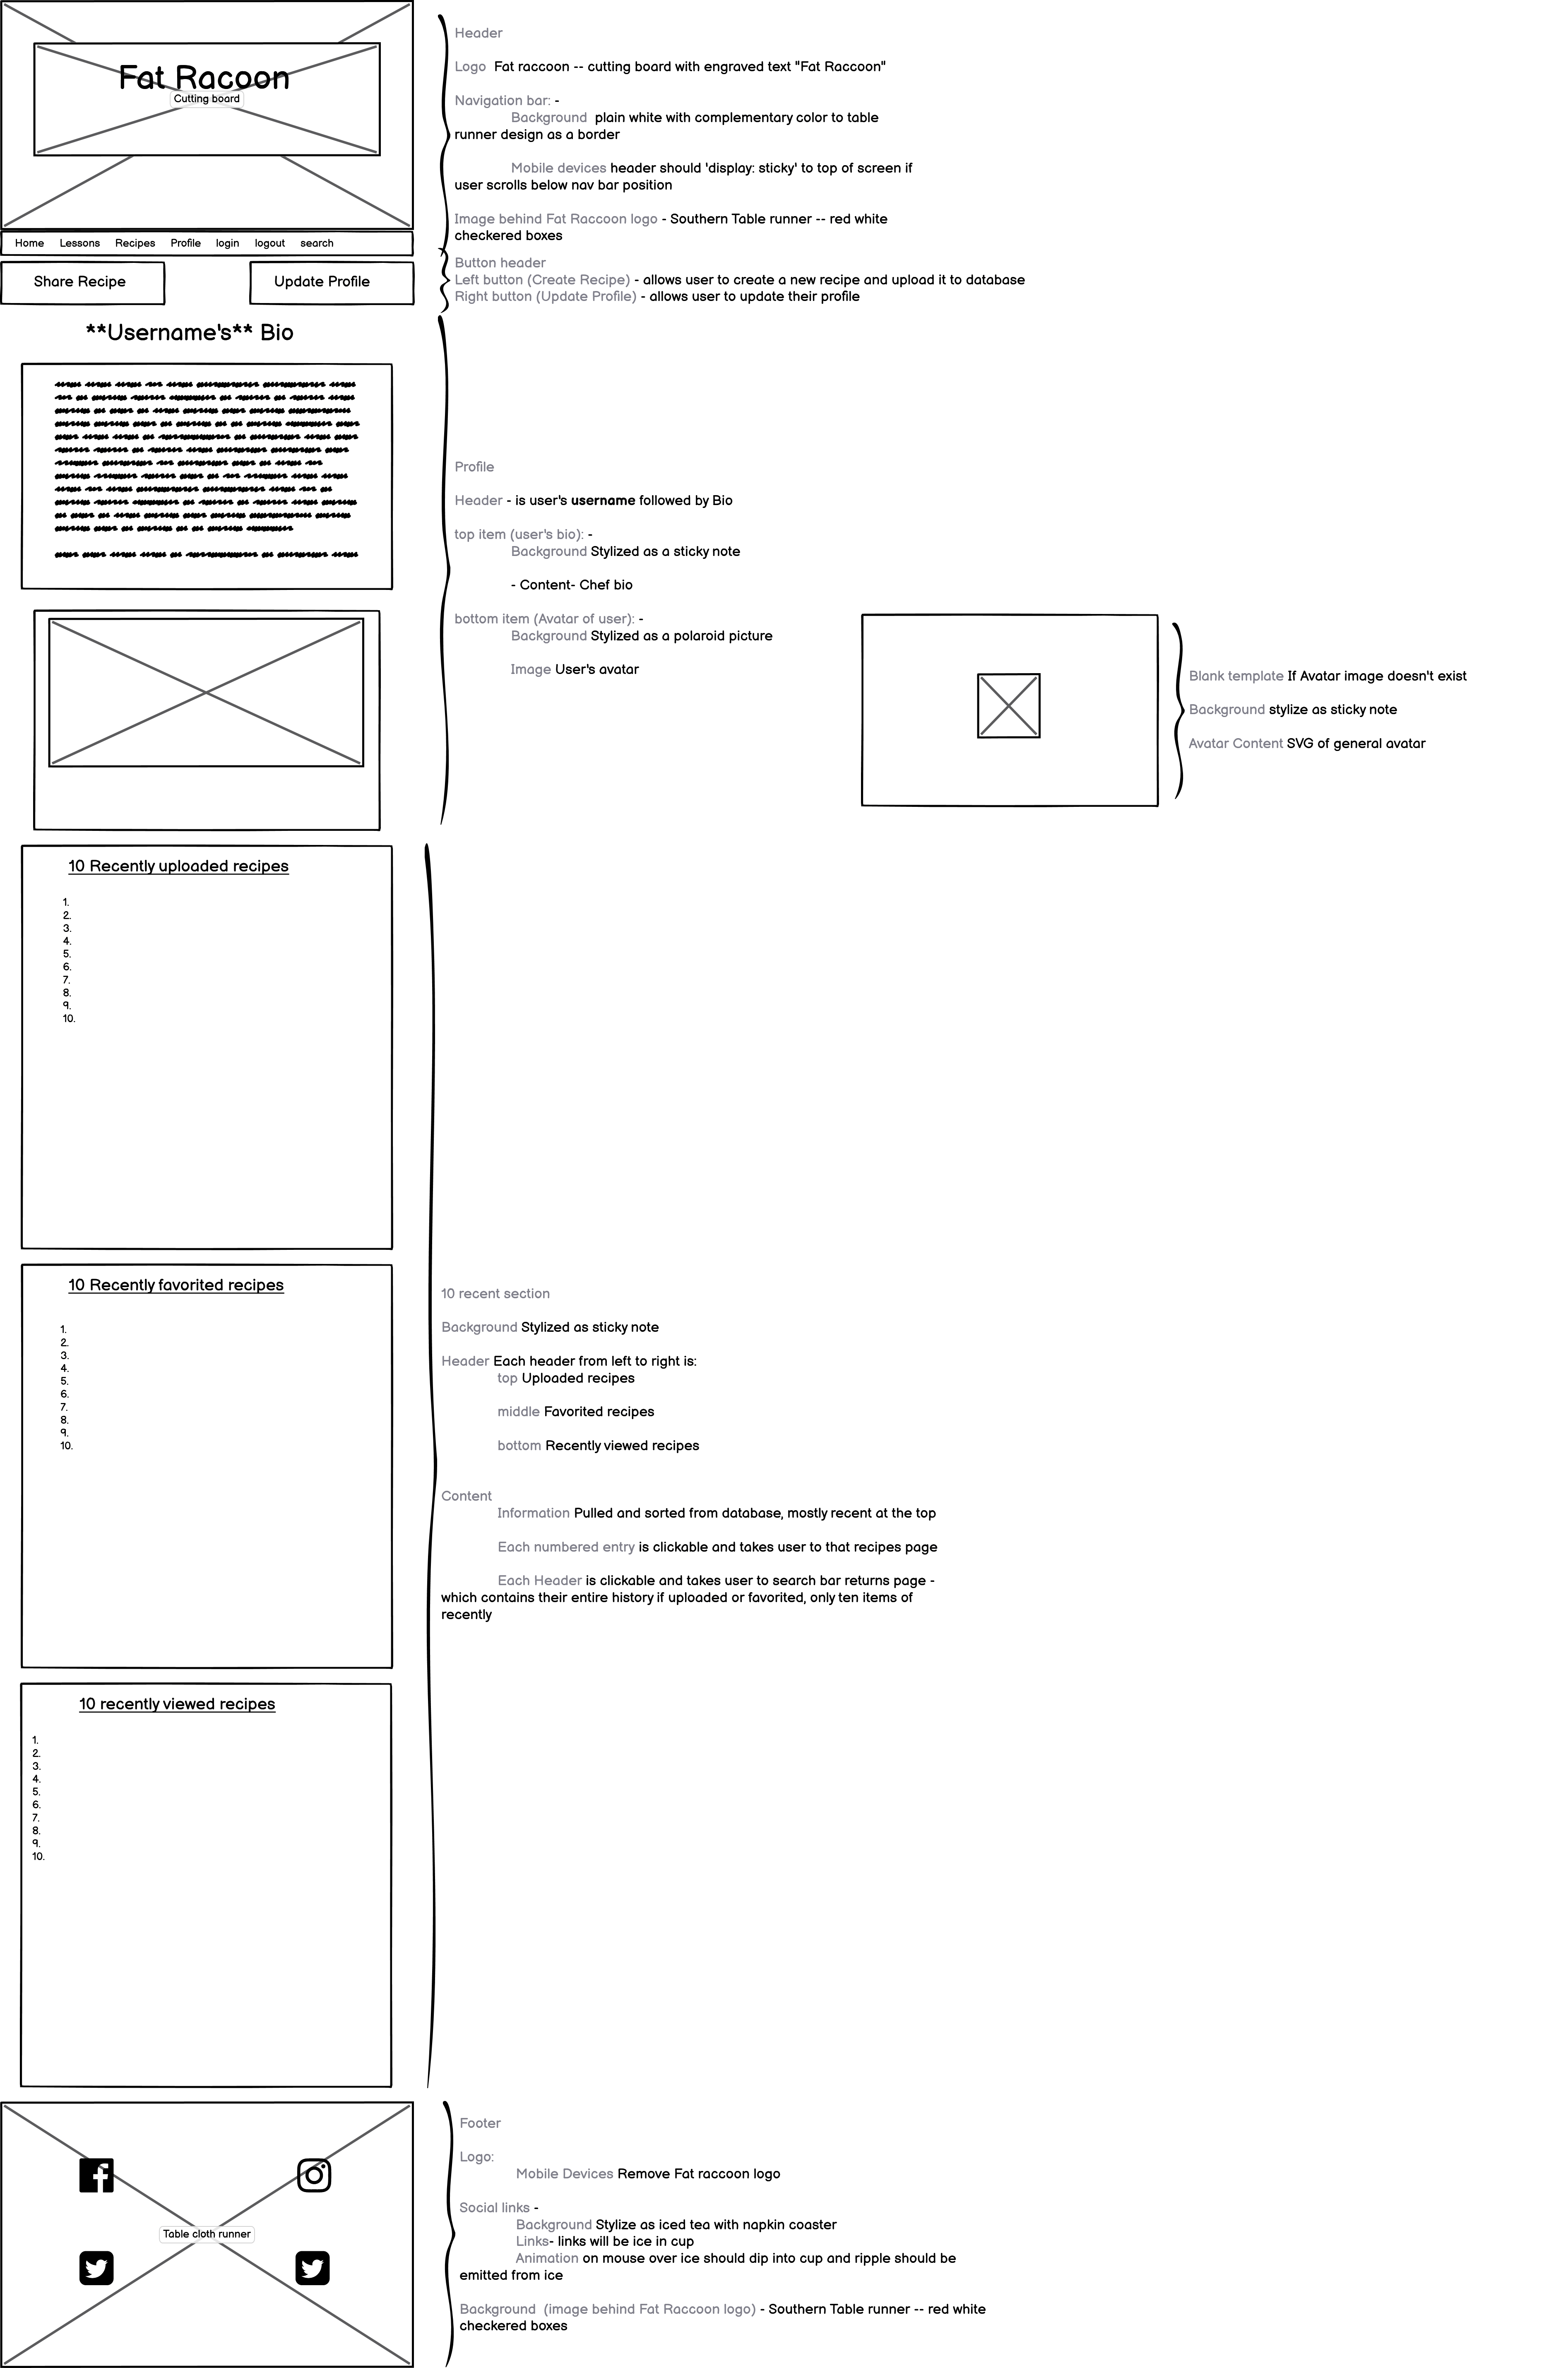 Fat Racoon
Cutting board
Home Lessons Recipes Profile login logout search
Share Recipe
Update Profile
**Username's** Bio
10 Recently uploaded recipes
1.
2.
3.
4.
5.
6.
7.
8.
9.
10.
10 Recently favorited recipes
1.
2.
3.
4.
5.
6.
7.
8.
9.
10.
10 recently viewed recipes
1.
2.
3.
4.
5.
6.
7.
8.
9.
10.
Table cloth runner
Header
Logo Fat raccoon -- cutting board with engraved text "Fat Raccoon"
Navigation bar: -
Background plain white with complementary color to table
runner design as a border
Mobile devices header should 'display: sticky' to top of screen if
user scrolls below nav bar position
Image behind Fat Raccoon logo - Southern Table runner -- red white
checkered boxes
Button header
Left button (Create Recipe) - allows user to create a new recipe and upload it to database
Right button (Update Profile) - allows user to update their profile
Profile
Header - is user's username followed by Bio
top item (user's bio): -
Background Stylized as a sticky note
- Content- Chef bio
bottom item (Avatar of user): -
Background Stylized as a polaroid picture
Image User's avatar
Blank template If Avatar image doesn't exist
Background stylize as sticky note
Avatar Content SVG of general avatar
10 recent section
Background Stylized as sticky note
Header Each header from left to right is:
top Uploaded recipes
middle Favorited recipes
bottom Recently viewed recipes
Content
Information Pulled and sorted from database, mostly recent at the top
Each numbered entry is clickable and takes user to that recipes page
Each Header is clickable and takes user to search bar returns page -
which contains their entire history if uploaded or favorited, only ten items of
recently
Footer
Logo:
Mobile Devices Remove Fat raccoon logo
Social links -
Background Stylize as iced tea with napkin coaster
Links- links will be ice in cup
Animation on mouse over ice should dip into cup and ripple should be
emitted from ice
Background (image behind Fat Raccoon logo) - Southern Table runner -- red white
checkered boxes